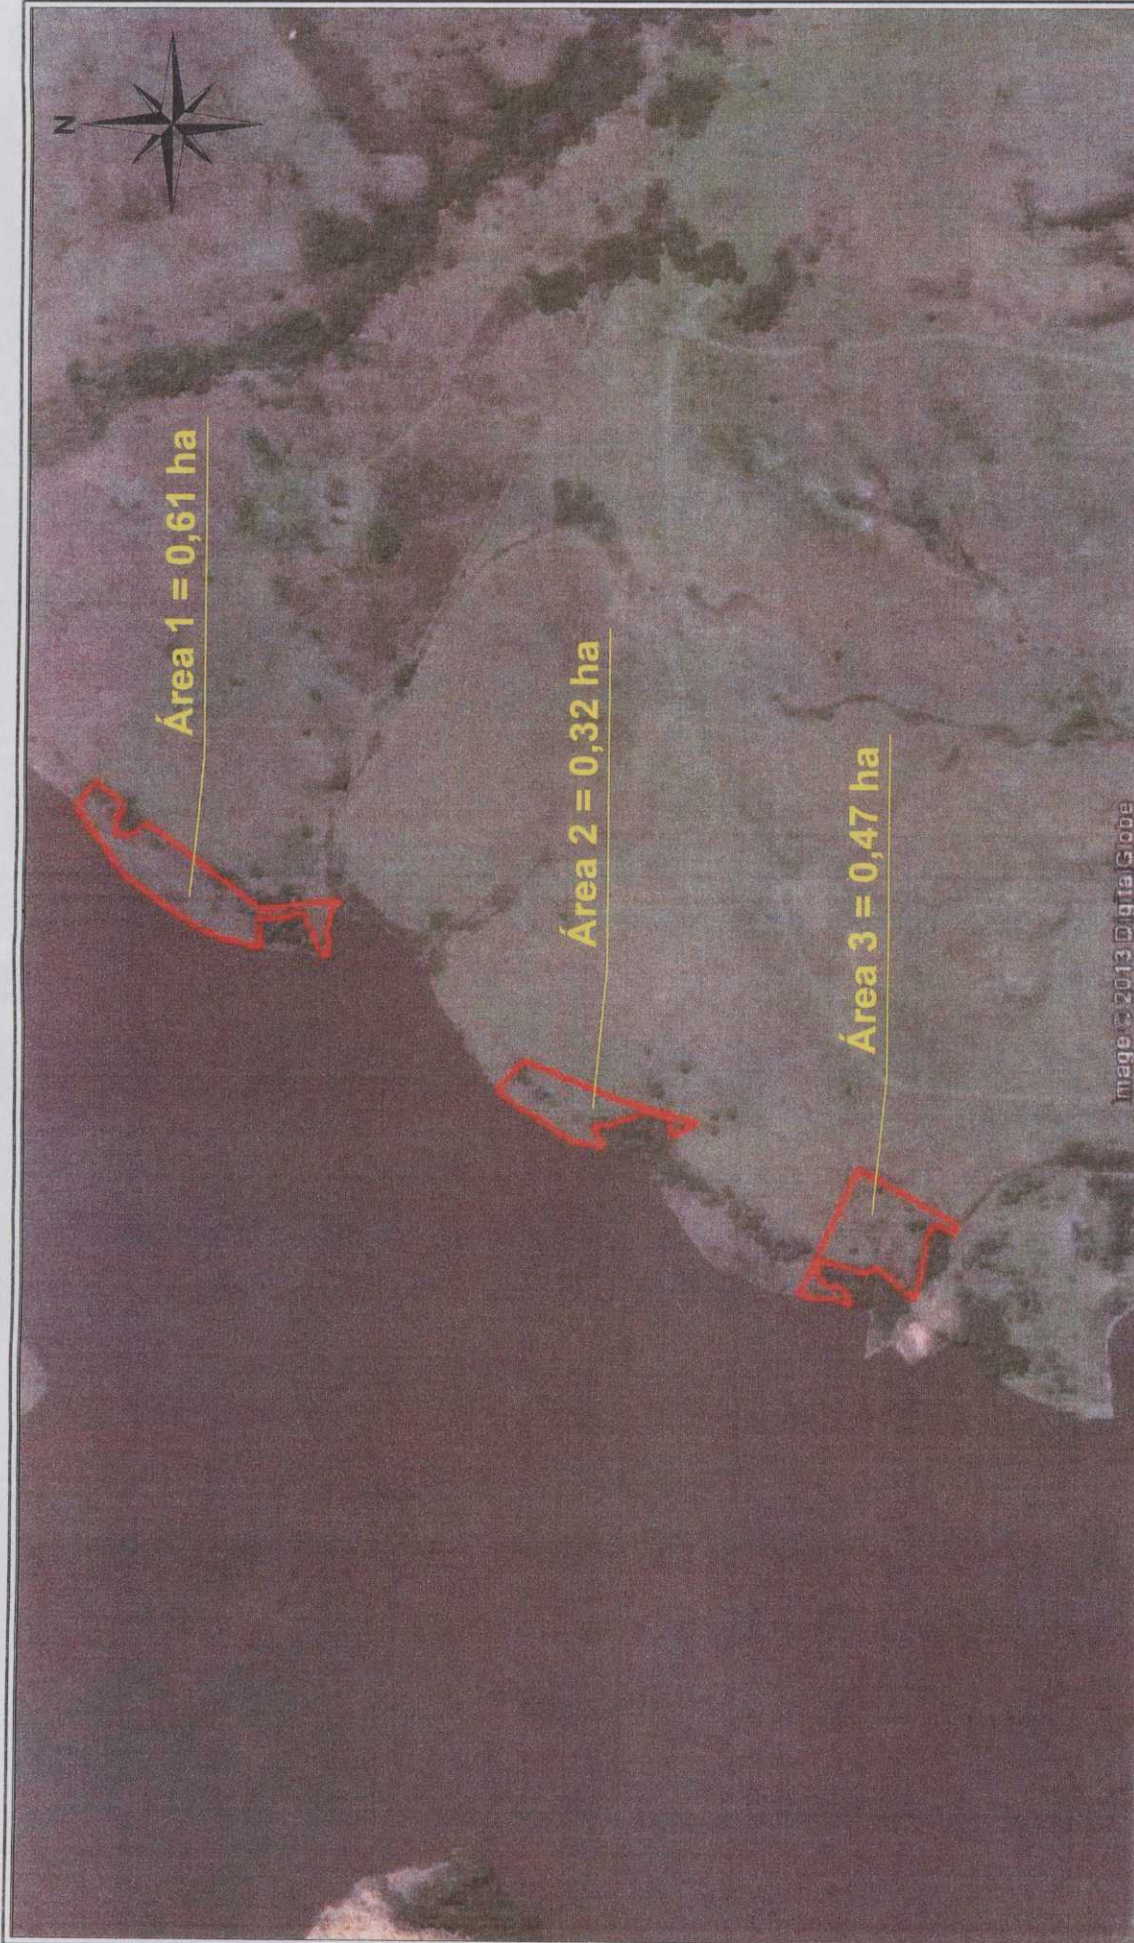 N
Área 1 = 0,61 ha
Área 2 = 0,32 ha
Área 3 = 0,47 ha
Image © 2013 DigitalGlobe